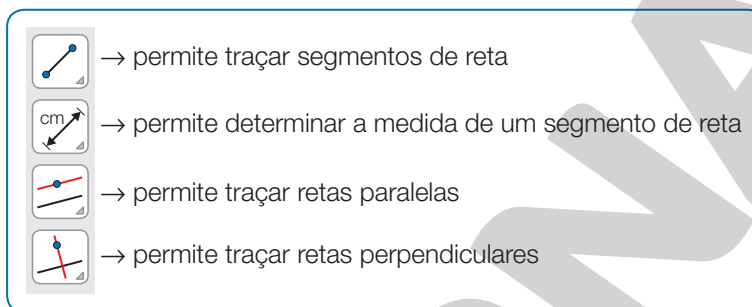 → permite traçar segmentos de reta
cm → permite determinar a medida de um segmento de reta
→ permite traçar retas paralelas
→ permite traçar retas perpendiculares